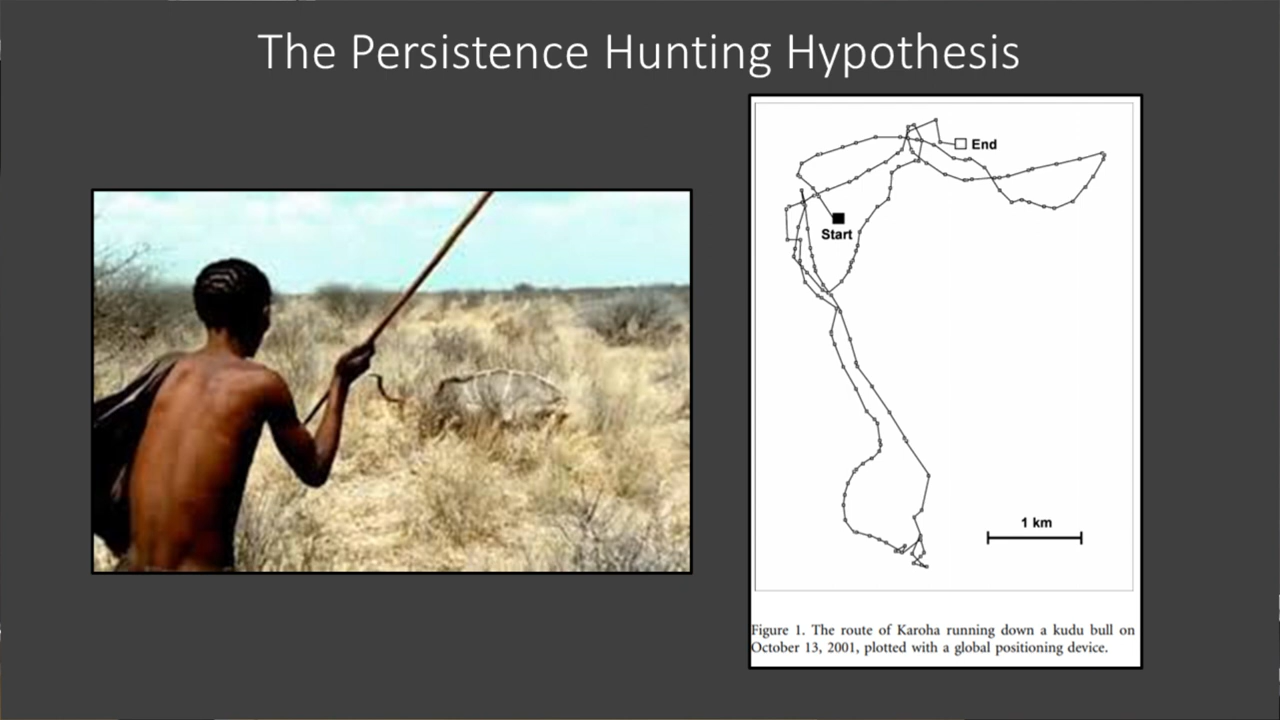 The Persistence Hunting Hypothesis
End
Start
1 km
Figure 1. The route of Karoha running down a kudu bull on
October 13, 2001, plotted with a global positioning device.